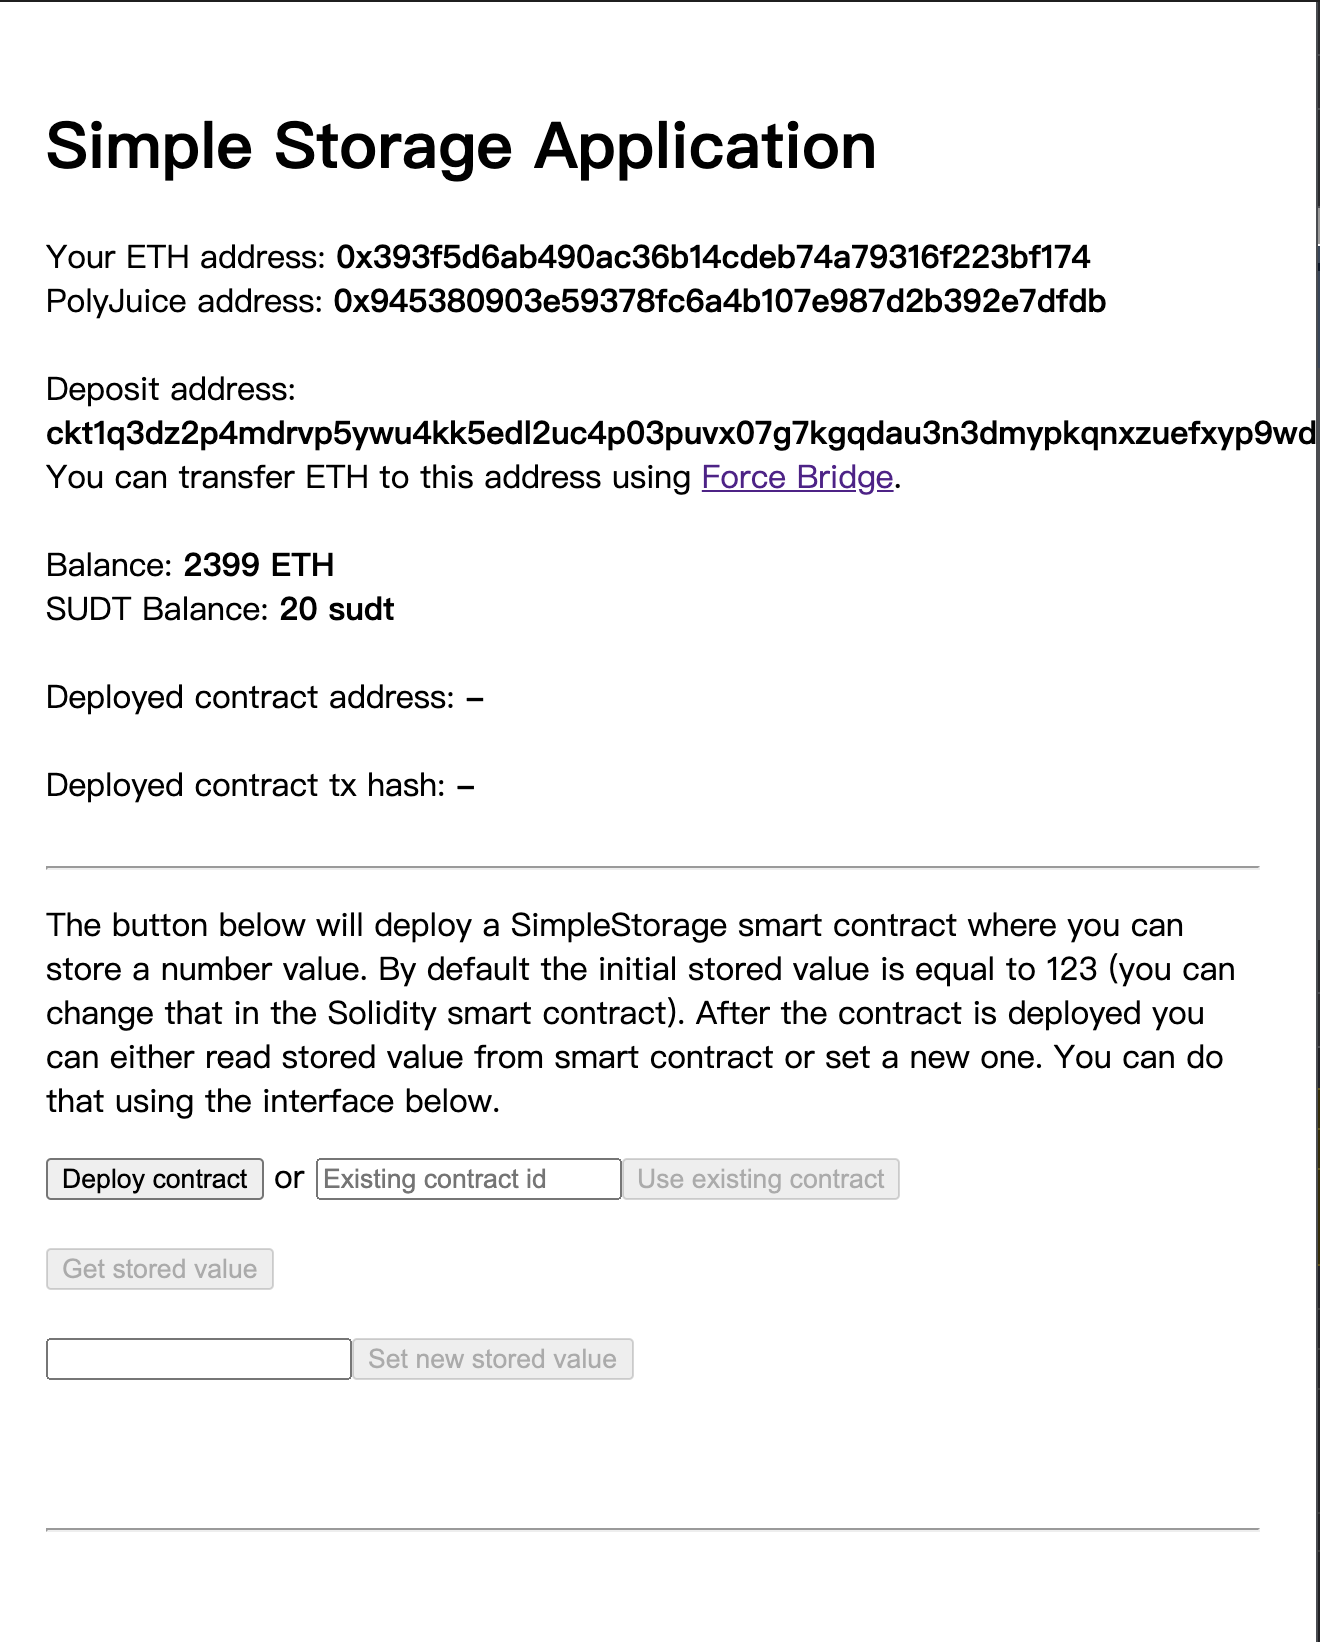 Simple Storage Application
Your ETH address: 0x393f5d6ab490ac36b14cdeb74a79316f223bf174
PolyJuice address: 0x945380903e59378fc6a4b107e987d2b392e7dfdb
Deposit address:
ckt1q3dz2p4mdrvp5ywu4kk5edl2uc4p03puvx07g7kgqdau3n3dmypkqnxzuefxyp9wd
You can transfer ETH to this address using Force Bridge.
Balance: 2399 ETH
SUDT Balance: 20 sudt
Deployed contract address: –
Deployed contract tx hash: –
The button below will deploy a SimpleStorage smart contract where you can
store a number value. By default the initial stored value is equal to 123 (you can
change that in the Solidity smart contract). After the contract is deployed you
can either read stored value from smart contract or set a new one. You can do
that using the interface below.
Deploy contract or Existing contract id Use existing contract
Get stored value
Set new stored value